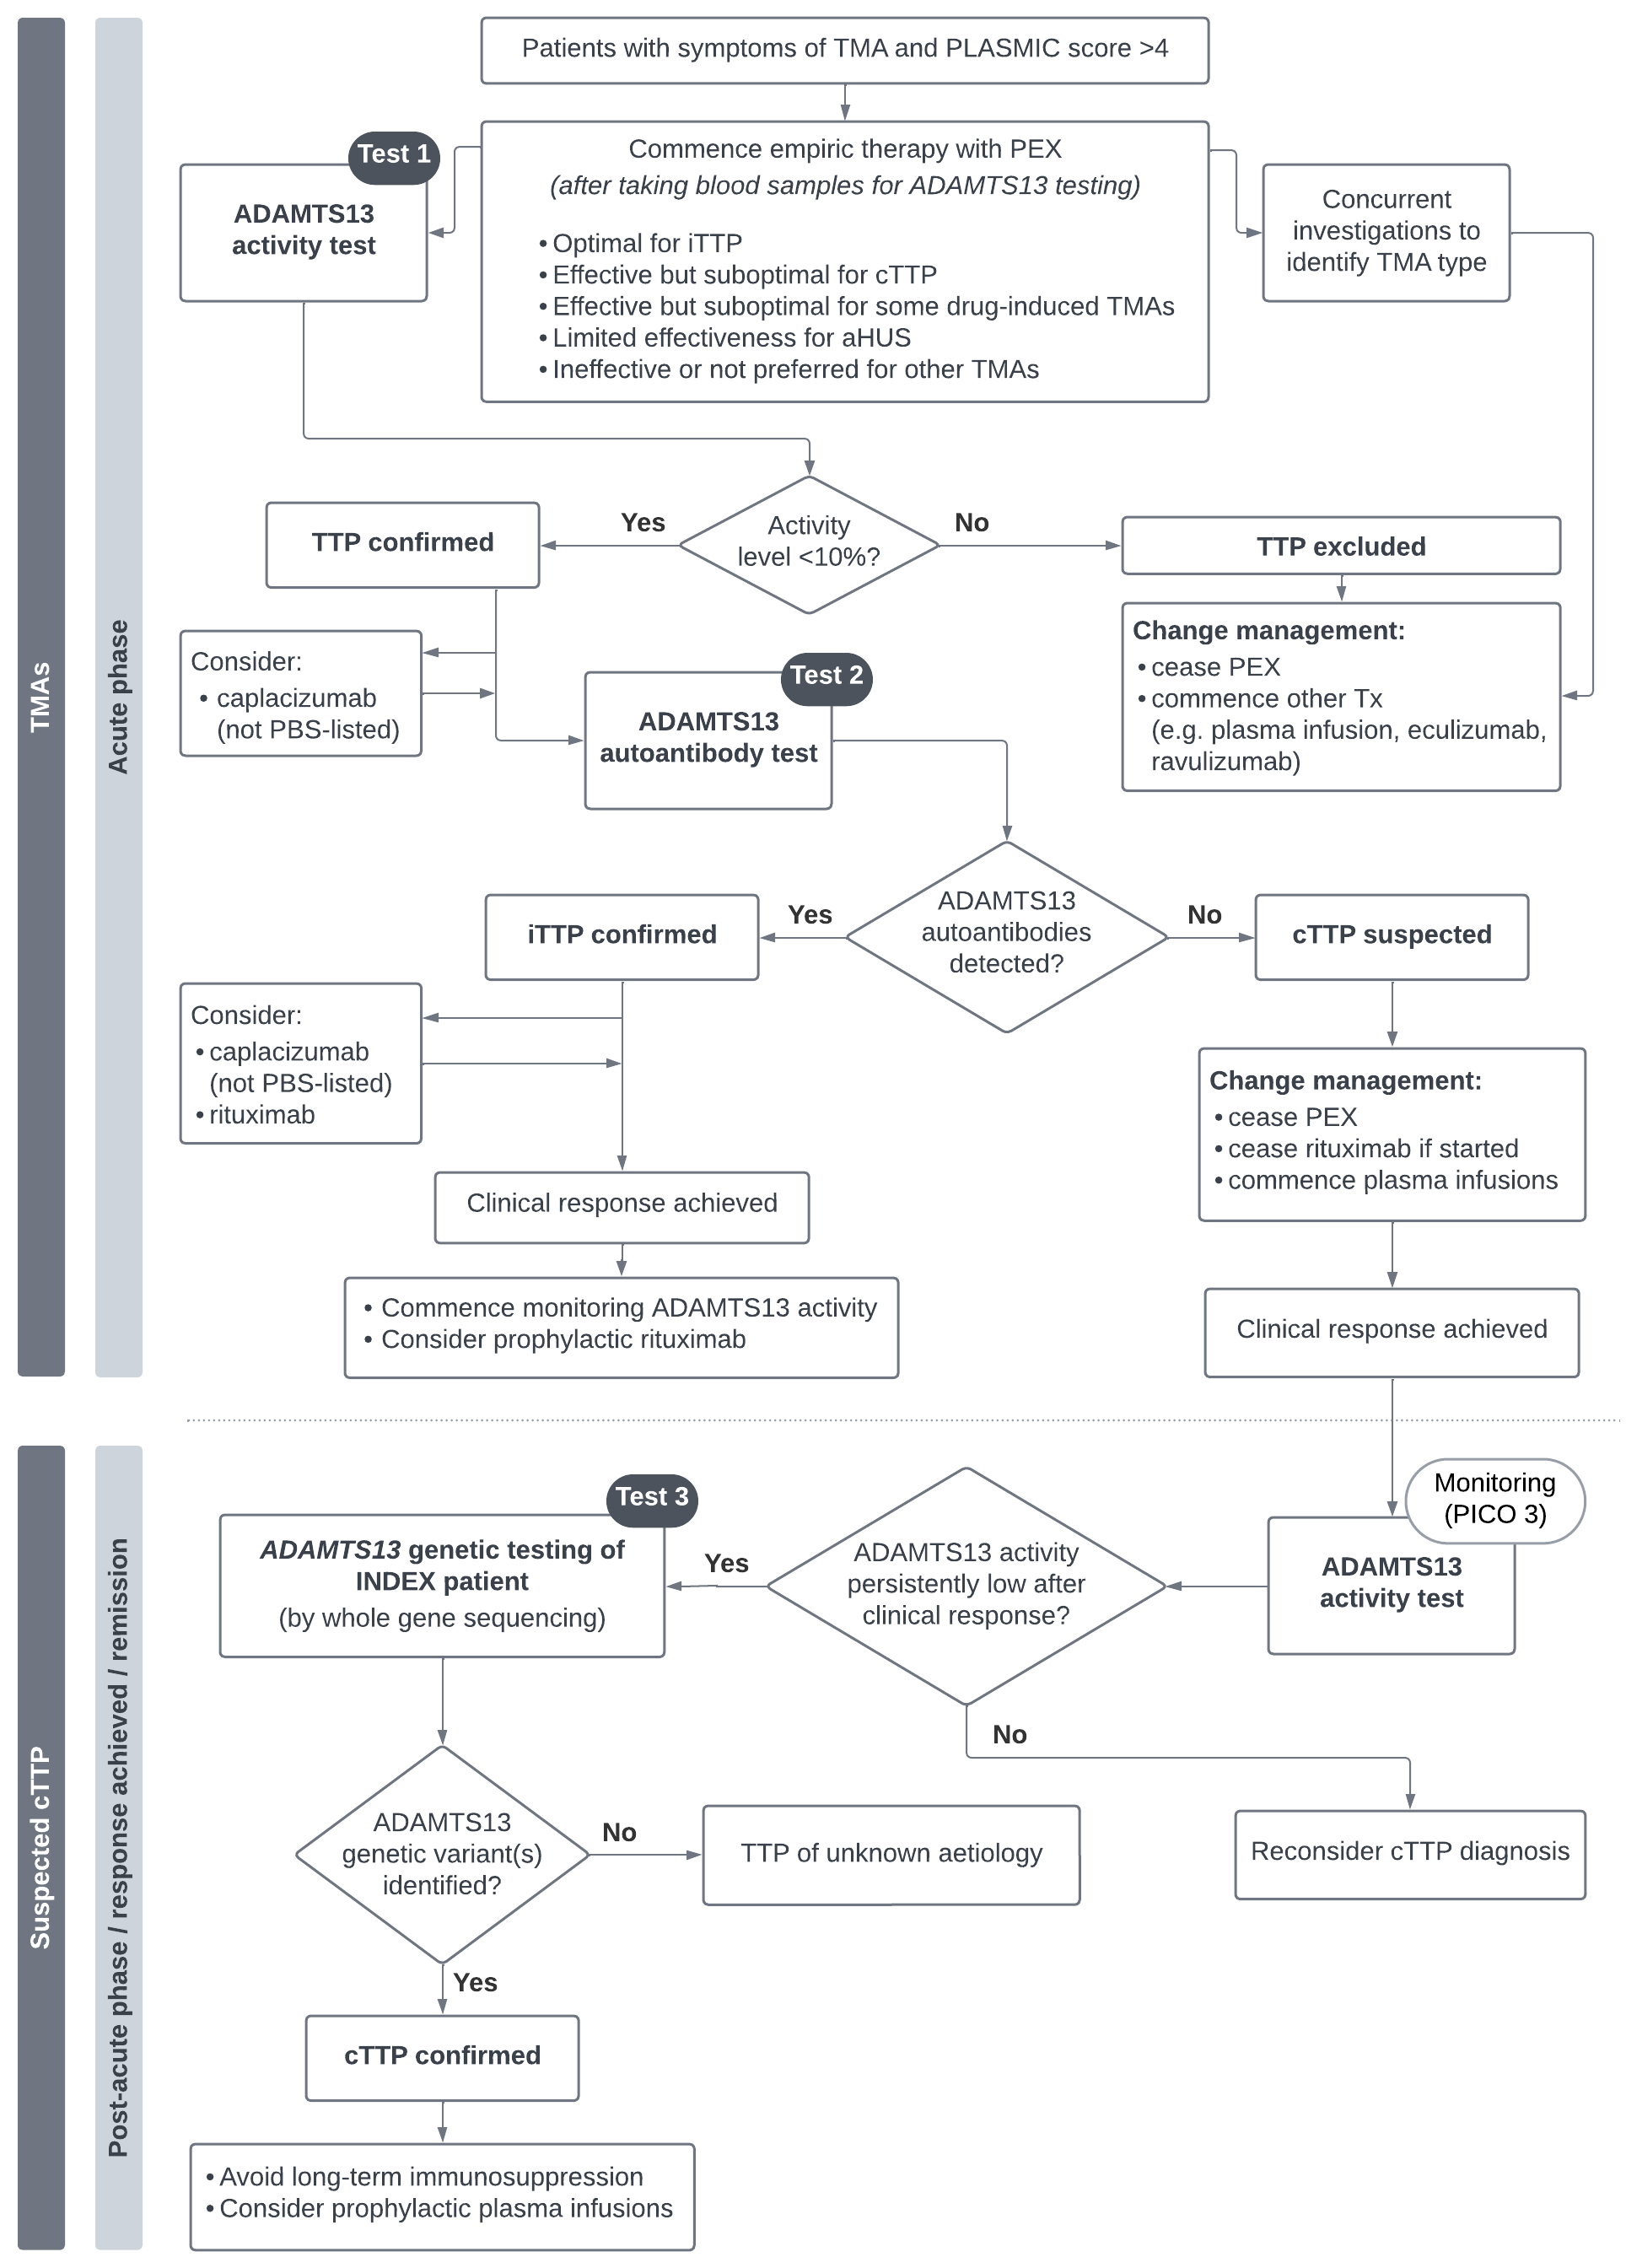 Patients with symptoms of TMA and PLASMIC score >4
Test 1
ADAMTS13
activity test
Commence empiric therapy with PEX
(after taking blood samples for ADAMTS13 testing)
• Optimal for iTTP
• Effective but suboptimal for cTTP
• Effective but suboptimal for some drug-induced TMAs
• Limited effectiveness for aHUS
• Ineffective or not preferred for other TMAs
Concurrent
investigations to
identify TMA type
Activity
level <10%?
Yes
No
TTP confirmed
TTP excluded
Consider:
• caplacizumab
(not PBS-listed)
Change management:
• cease PEX
• commence other Tx
(e.g. plasma infusion, eculizumab,
ravulizumab)
Test 2
ADAMTS13
autoantibody test
ADAMTS13
autoantibodies
detected?
Yes
No
iTTP confirmed
cTTP suspected
Consider:
• caplacizumab
(not PBS-listed)
• rituximab
Change management:
• cease PEX
• cease rituximab if started
• commence plasma infusions
Clinical response achieved
• Commence monitoring ADAMTS13 activity
• Consider prophylactic rituximab
Clinical response achieved
TMAs
Acute phase
Monitoring
(PICO 3)
ADAMTS13
activity test
ADAMTS13 activity
persistently low after
clinical response?
Yes
No
Test 3
ADAMTS13 genetic testing of
INDEX patient
(by whole gene sequencing)
Reconsider cTTP diagnosis
ADAMTS13
genetic variant(s)
identified?
No
TTP of unknown aetiology
Yes
cTTP confirmed
• Avoid long-term immunosuppression
• Consider prophylactic plasma infusions
Suspected cTTP
Post-acute phase / response achieved / remission